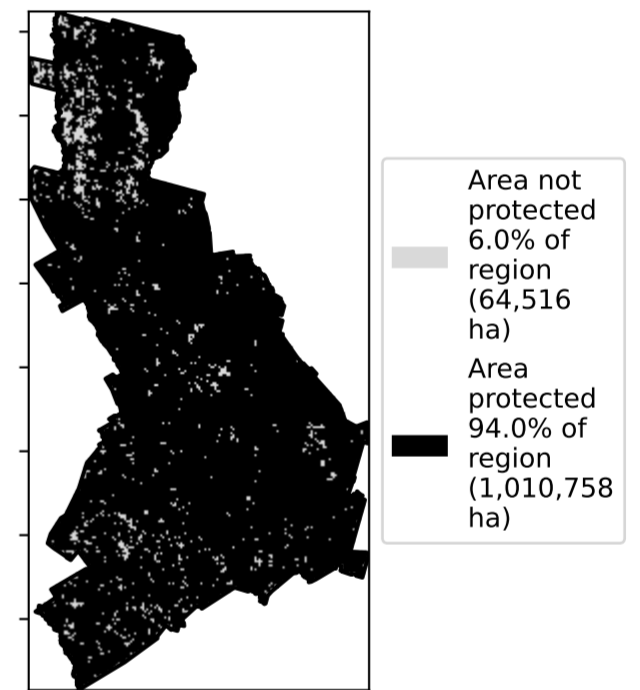 Area not
protected
6.0% of
region
(64,516
ha)
Area
protected
94.0% of
region
(1,010,758
ha)